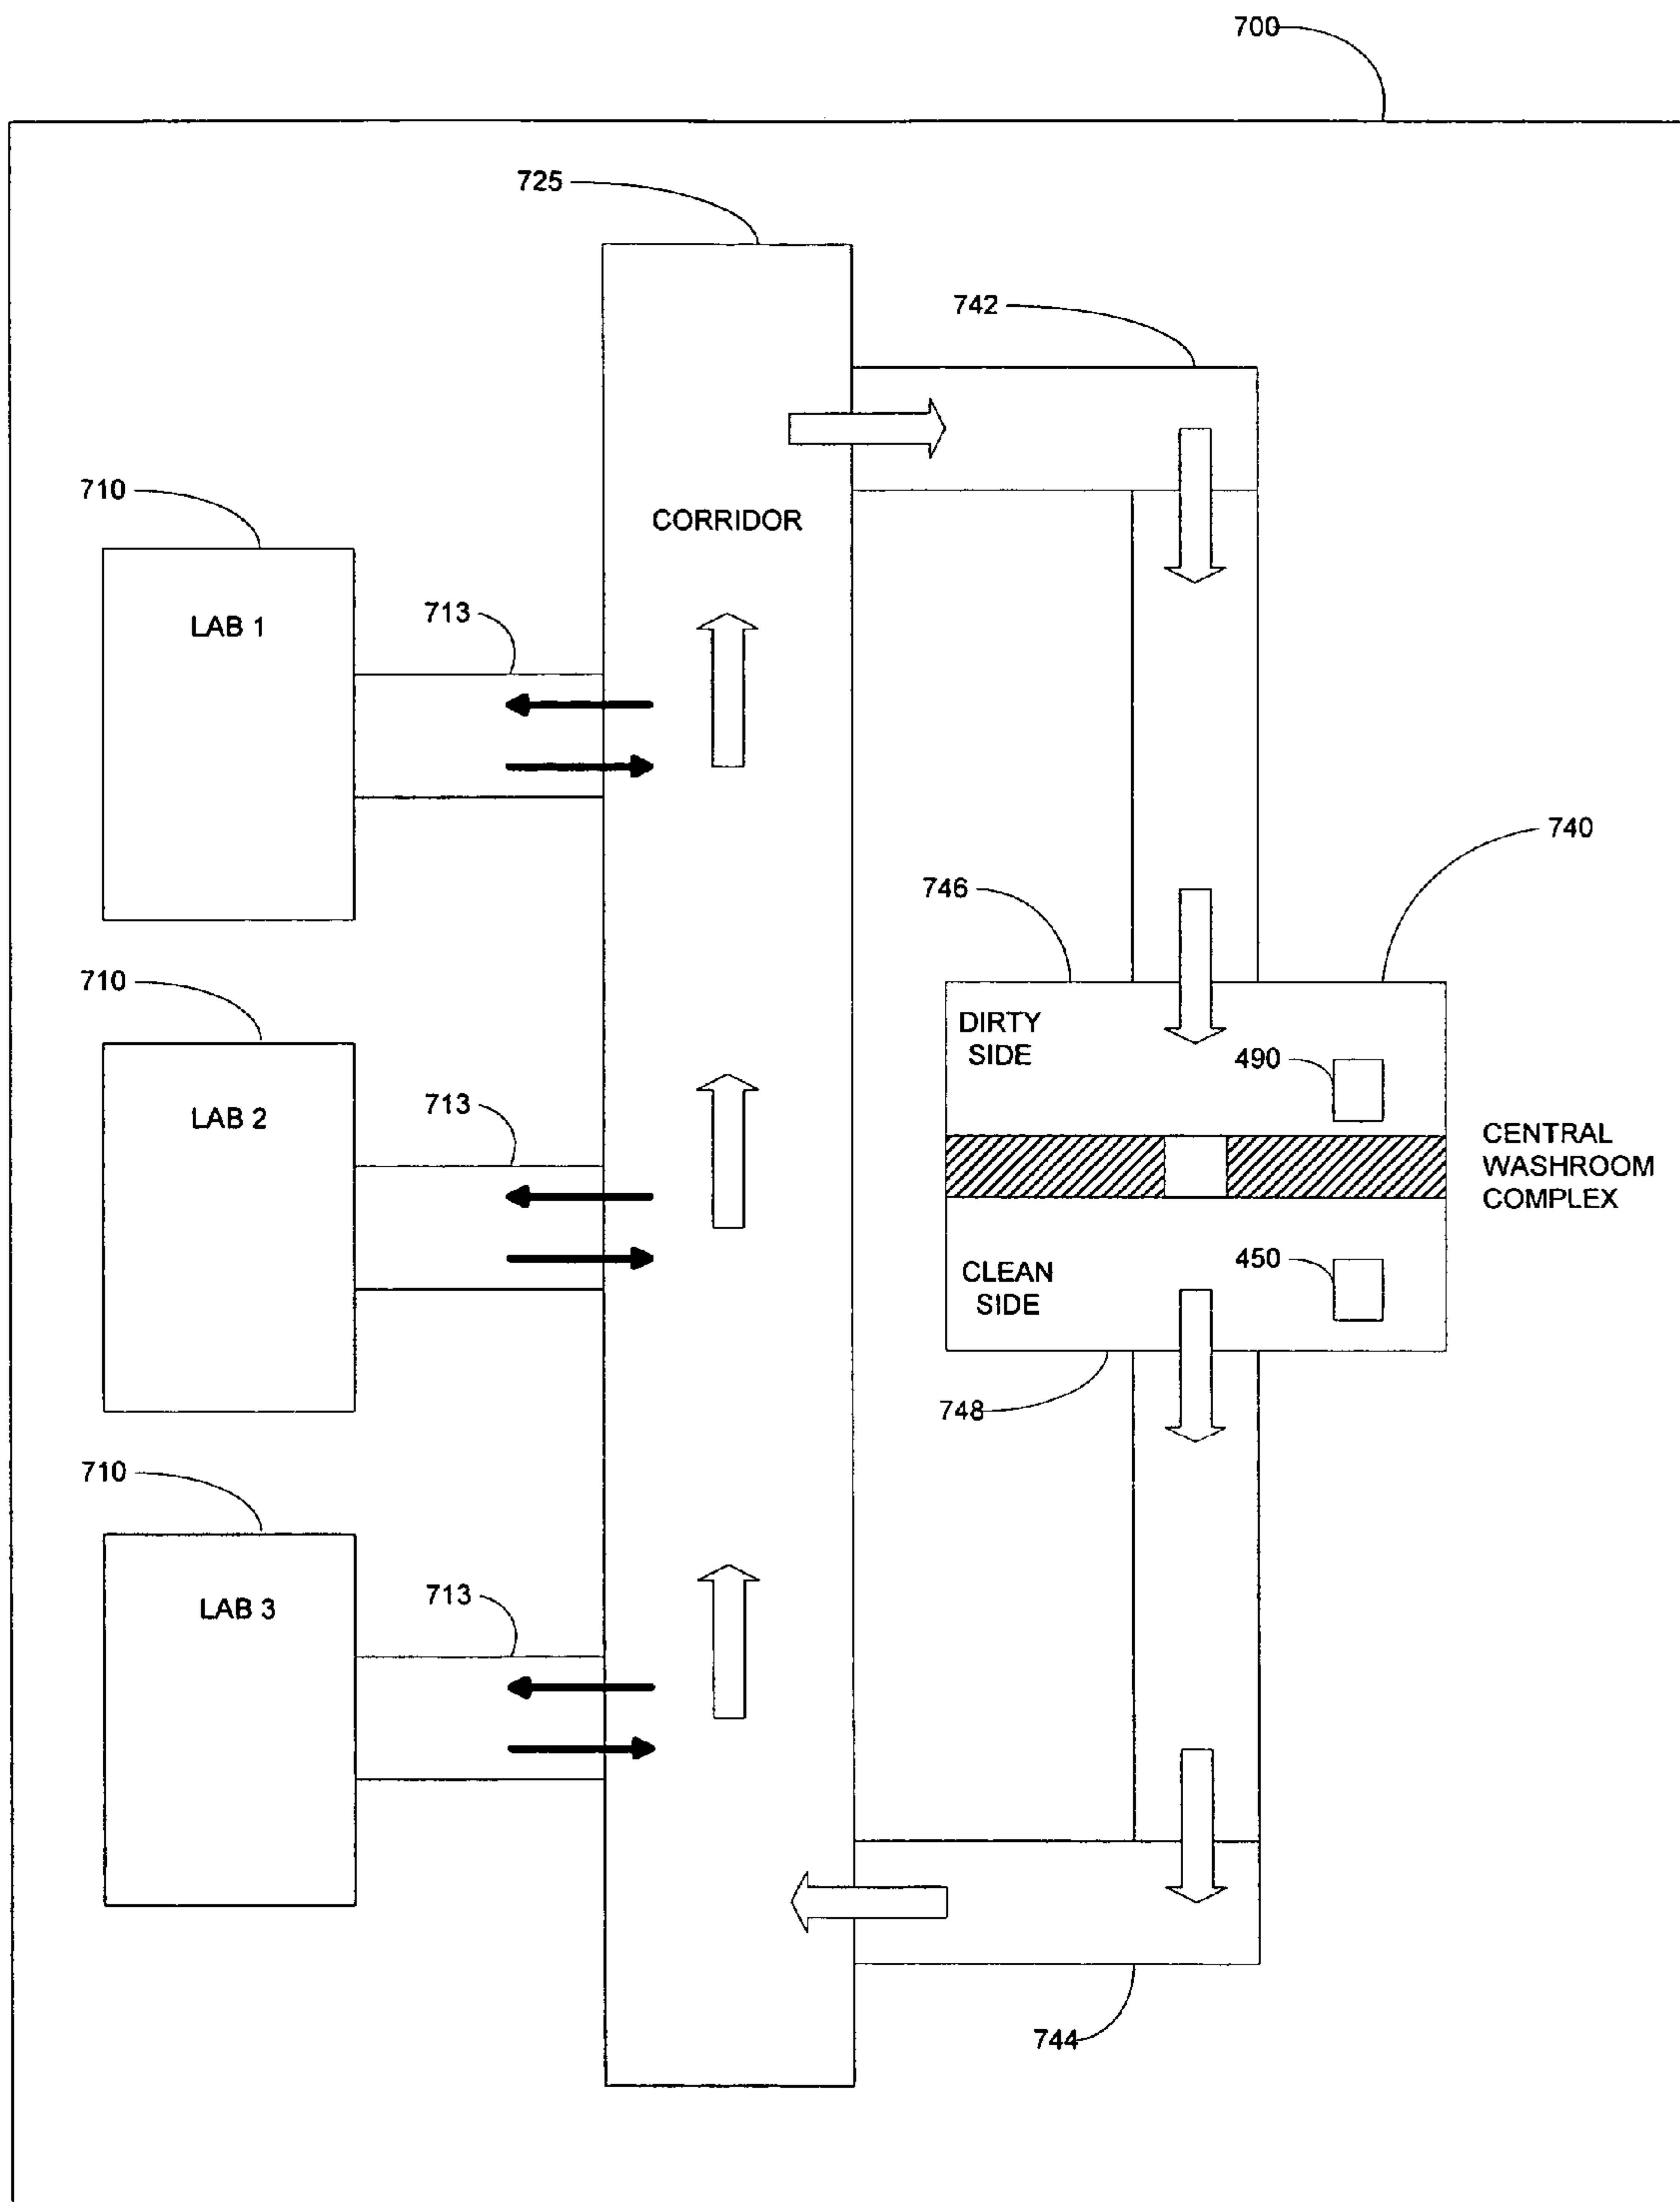 700
725
742
710
CORRIDOR
LAB 1
713
740
746
710
DIRTY
SIDE
490
LAB 2
713
CENTRAL
WASHROOM
COMPLEX
CLEAN
SIDE
450
748
710
LAB 3
713
744